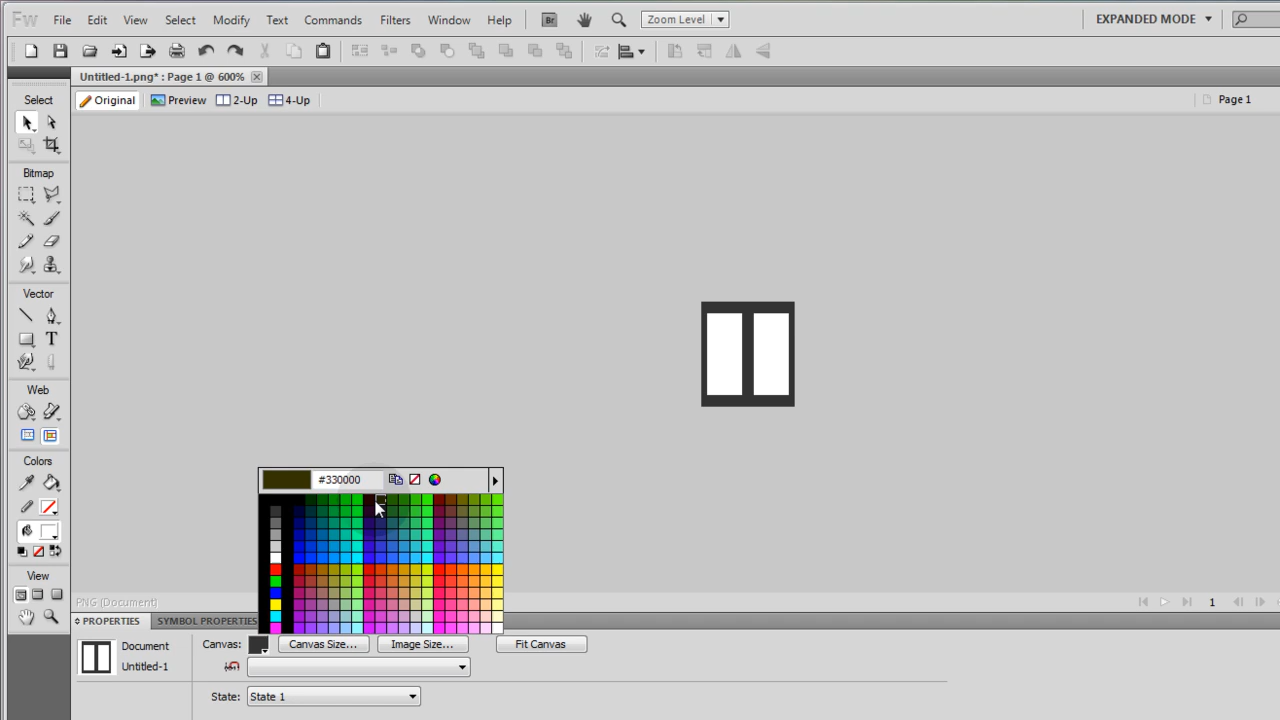 Fw File Edit View Select Modify Text Commands Filters Window Help Br Zoom Level EXPANDED MODE
Untitled-1.png* : Page 1 @ 600%
Original Preview 2-Up 4-Up Page 1
Select
Bitmap
Vector
T
Web
Colors
#330000
View
PNG (Document) 1
PROPERTIES SYMBOL PROPERTIES
Document Canvas: Canvas Size... Image Size... Fit Canvas
Untitled-1
State: State 1